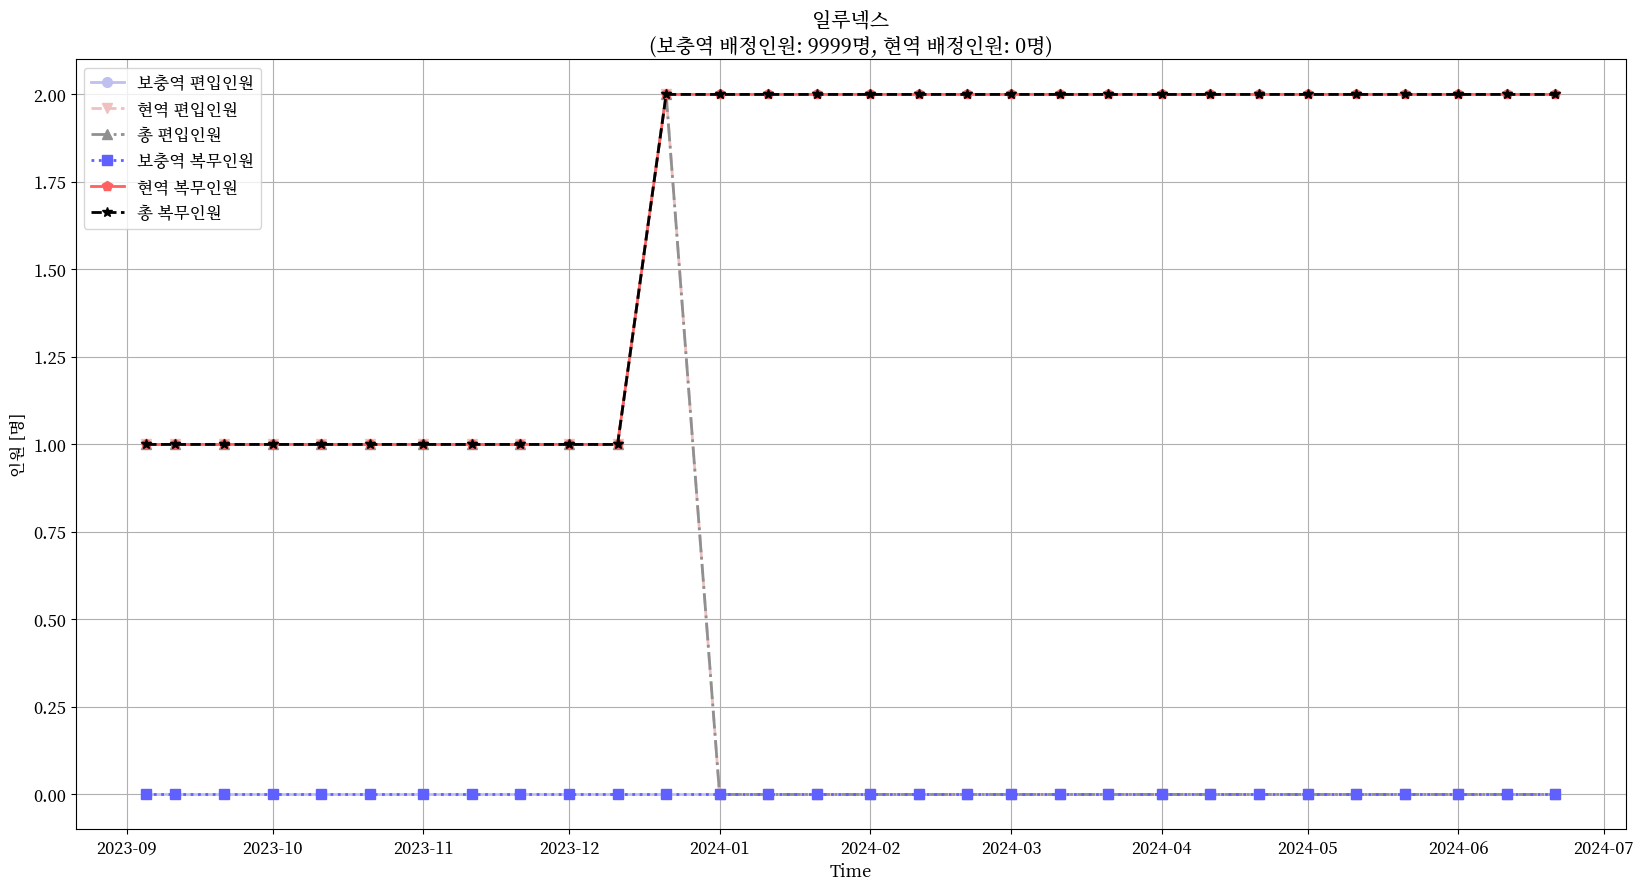 일루넥스
(보충역 배정인원: 9999명, 현역 배정인원: 0명)
보충역 편입인원
현역 편입인원
총 편입인원
보충역 복무인원
현역 복무인원
총 복무인원
인원 [명]
2.00
1.75
1.50
1.25
1.00
0.75
0.50
0.25
0.00
2023-09 2023-10 2023-11 2023-12 2024-01 2024-02 2024-03 2024-04 2024-05 2024-06 2024-07
Time